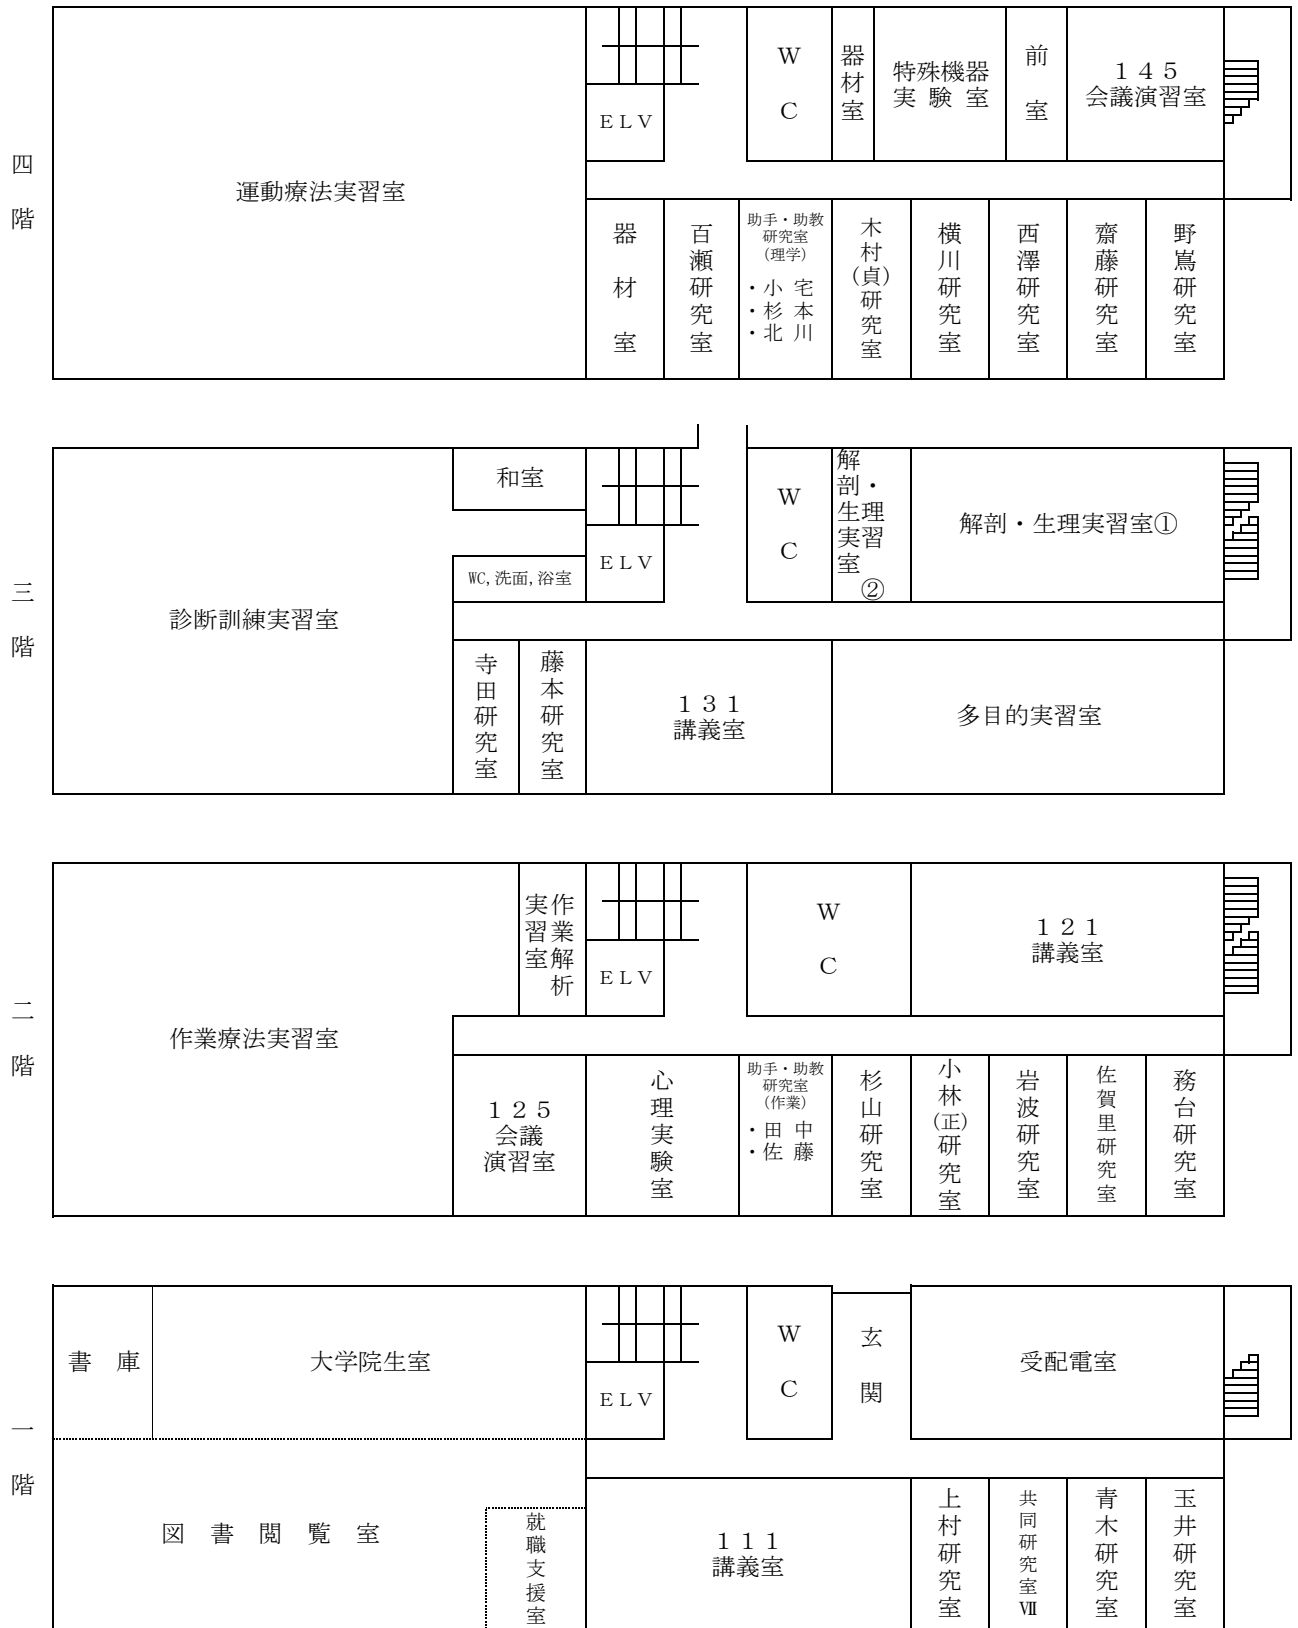 四階
運動療法実習室
ＥＬＶ
ＷＣ
器材室
特殊機器
実験室
前室
１４５
会議演習室
器材室
百瀬研究室
助手・助教
研究室
(理学)
・小宅
・杉本
・北川
木村(貞)研究室
横川研究室
西澤研究室
齋藤研究室
野嶌研究室
三階
診断訓練実習室
和室
WC,洗面,浴室
ＥＬＶ
ＷＣ
解剖・生理実習室②
解剖・生理実習室①
寺田研究室
藤本研究室
１３１
講義室
多目的実習室
二階
作業療法実習室
作業解析
実習室
ＥＬＶ
ＷＣ
１２１
講義室
１２５
会議
演習室
心理実験室
助手・助教
研究室
(作業)
・田中
・佐藤
杉山研究室
小林(正)研究室
岩波研究室
佐賀里研究室
務台研究室
一階
書庫
大学院生室
ＥＬＶ
ＷＣ
玄関
受配電室
図書閲覧室
就職支援室
１１１
講義室
上村研究室
共同研究室Ⅶ
青木研究室
玉井研究室